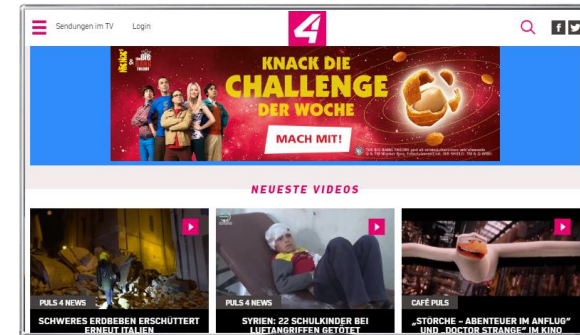 Sendungen im TV Login
4
KNACK DIE
CHALLENGE
DER WOCHE
MACH MIT!
NEUESTE VIDEOS
PULS 4 NEWS
SCHWERES ERDBEBEN ERSCHÜTTERT
ERNEUT ITALIEN
PULS 4 NEWS
SYRIEN: 22 SCHULKINDER BEI
LUFTANGRIFFEN GETÖTET
CAFÉ PULS
„STÖRCHE - ABENTEUER IM ANFLUG"
UND „DOCTOR STRANGE" IM KINO